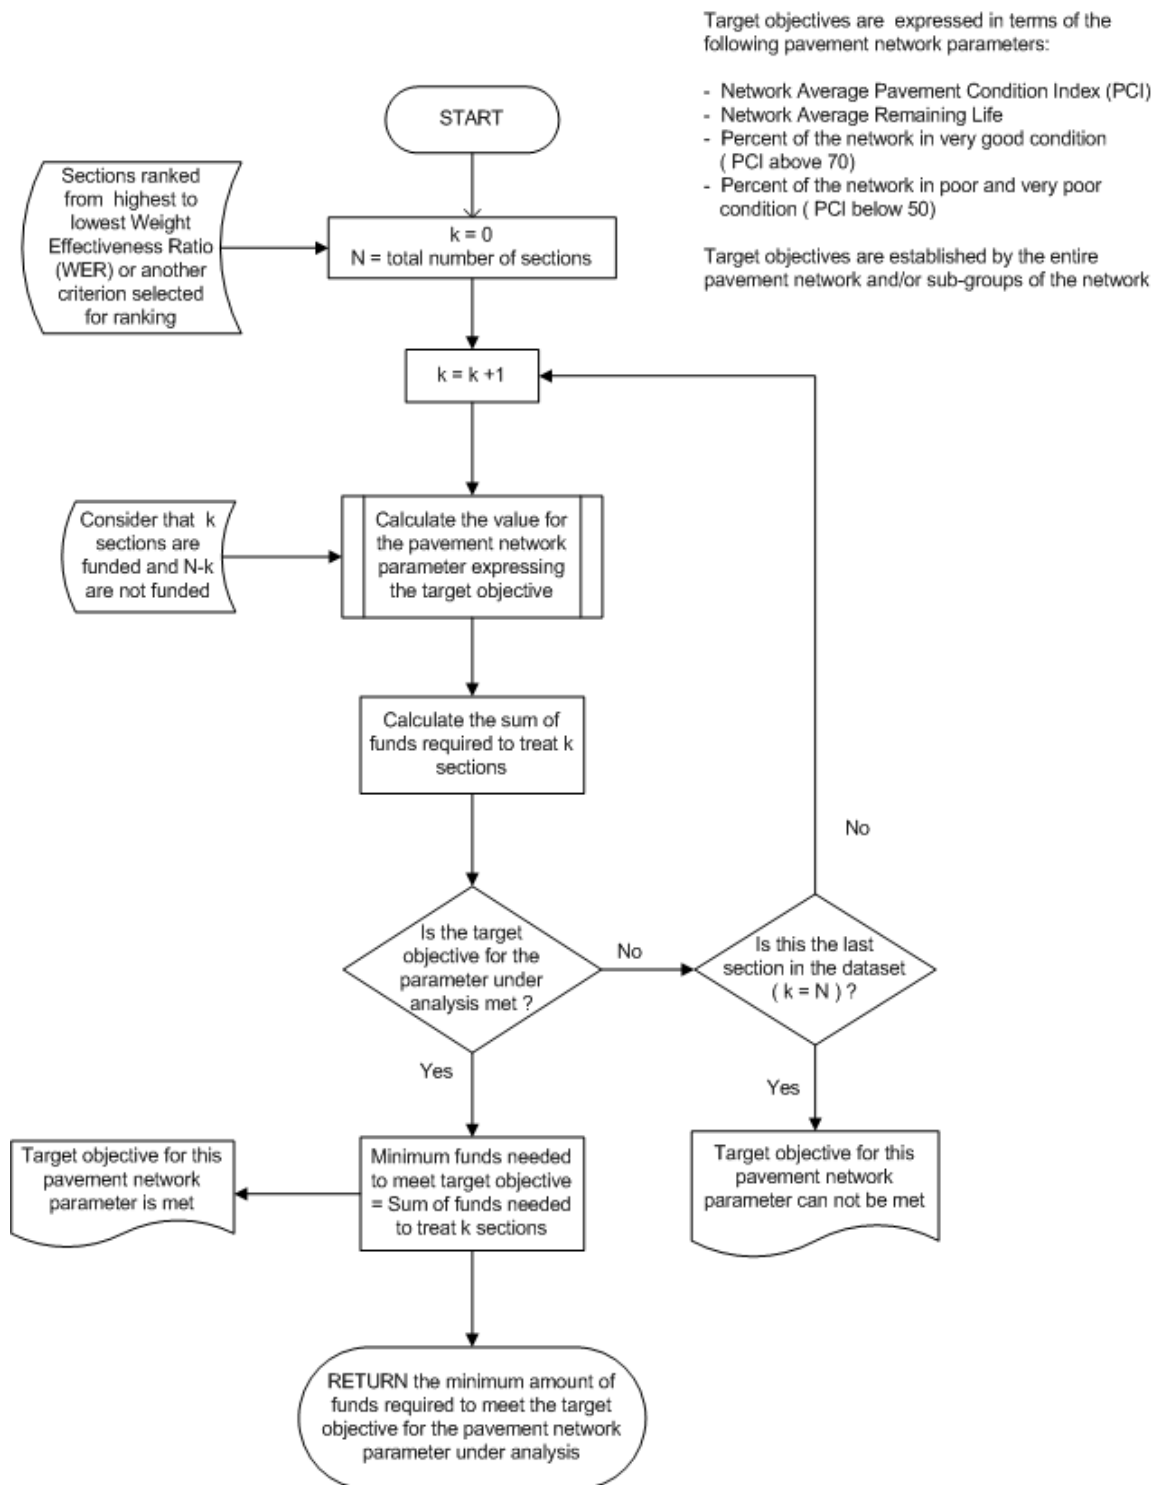 Target objectives are expressed in terms of the
following pavement network parameters:
- Network Average Pavement Condition Index (PCI)
- Network Average Remaining Life
- Percent of the network in very good condition
( PCI above 70)
- Percent of the network in poor and very poor
condition ( PCI below 50)
Target objectives are established by the entire
pavement network and/or sub-groups of the network
START
Sections ranked
from highest to
lowest Weight
Effectiveness Ratio
(WER) or another
criterion selected
for ranking
k = 0
N = total number of sections
k = k +1
Consider that k
sections are
funded and N-k
are not funded
Calculate the value for
the pavement network
parameter expressing
the target objective
Calculate the sum of
funds required to treat k
sections
Is the target
objective for the
parameter under
analysis met ?
No
Is this the last
section in the dataset
( k = N ) ?
No
Yes
Yes
Target objective for this
pavement network
parameter is met
Minimum funds needed
to meet target objective
= Sum of funds needed
to treat k sections
Target objective for this
pavement network
parameter can not be met
RETURN the minimum amount of
funds required to meet the target
objective for the pavement network
parameter under analysis